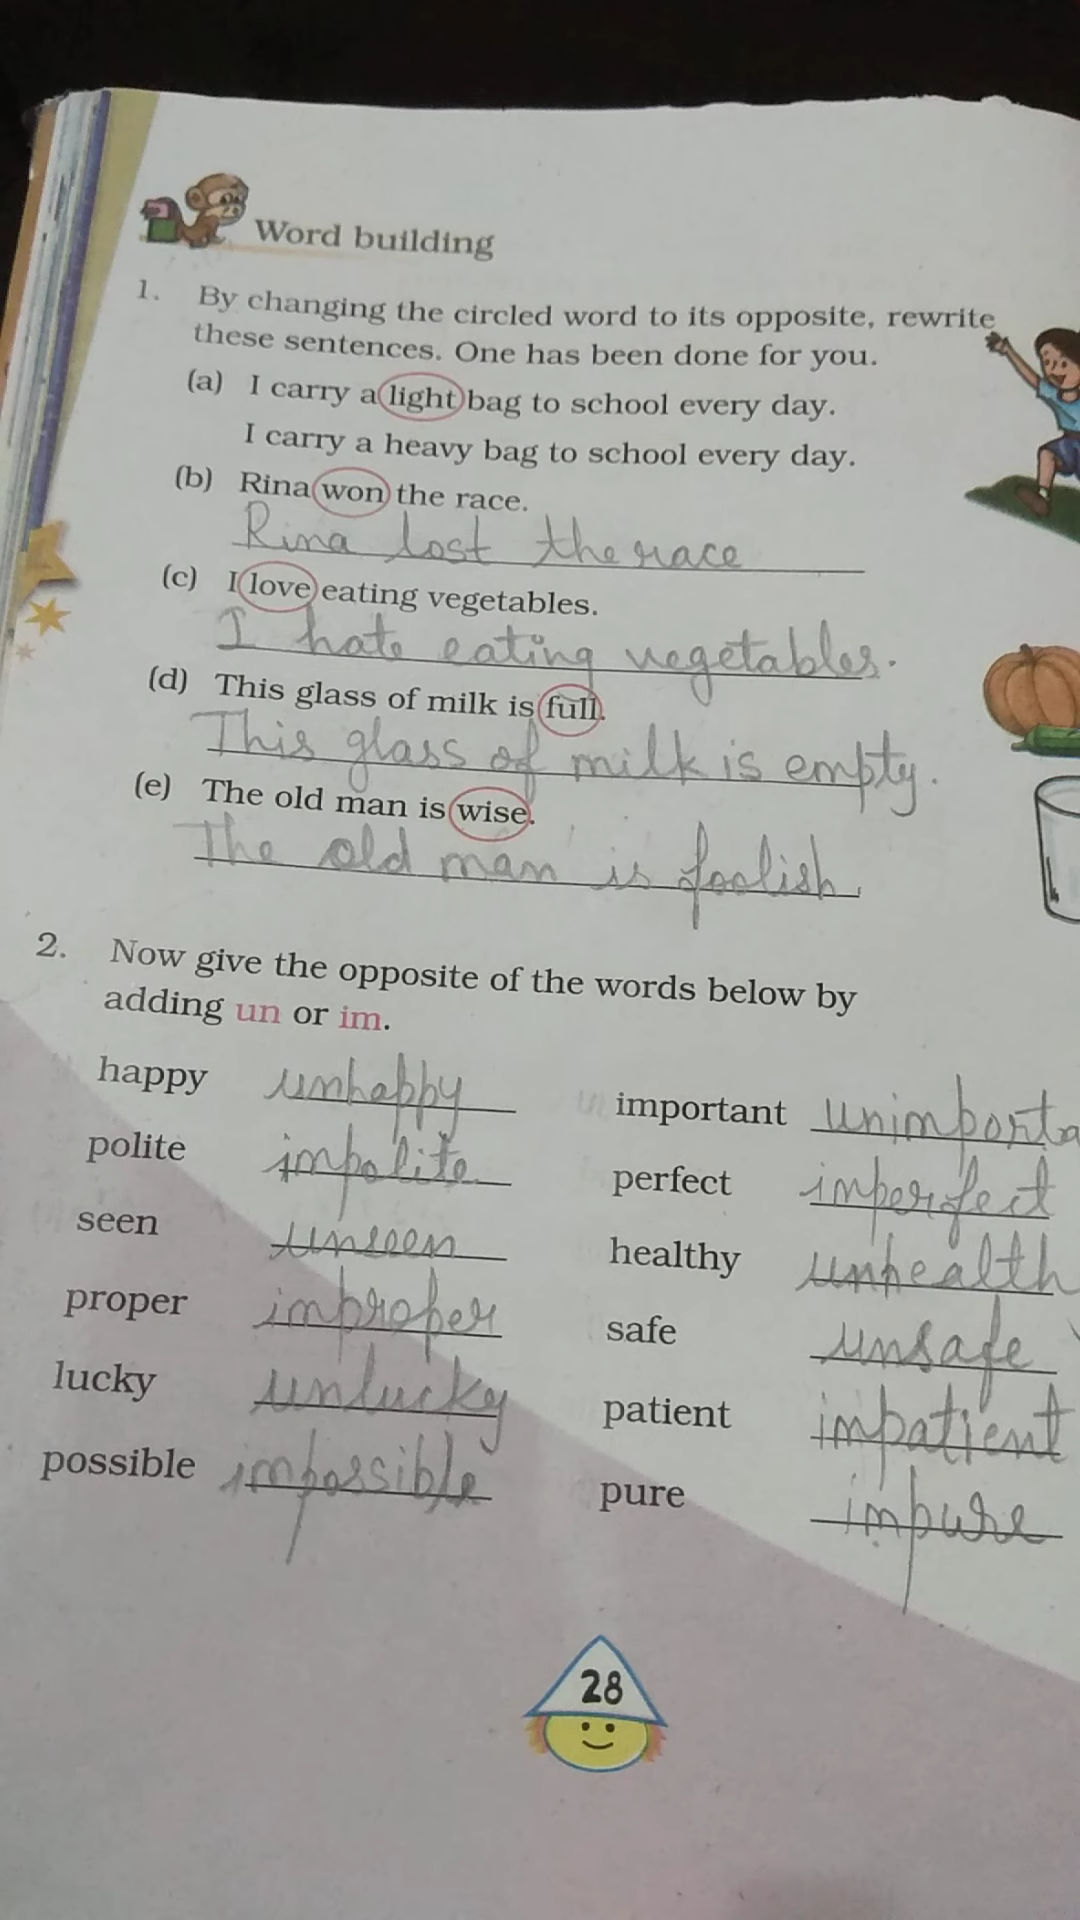 Word building
1. By changing the circled word to its opposite, rewrite
these sentences. One has been done for you.
(a) I carry a light bag to school every day.
I carry a heavy bag to school every day.
(b) Rina won the race.
Rina lost the race
(c) I love eating vegetables.
I hate eating vegetables.
(d) This glass of milk is full.
This glass of milk is empty.
(e) The old man is wise.
The old man is foolish
2. Now give the opposite of the words below by
adding un or im.
happy unhappy important unimporta
polite impolite perfect imperfect
seen unseen healthy unhealth
proper improper safe unsafe
lucky unlucky patient impatient
possible impossible pure impure
28